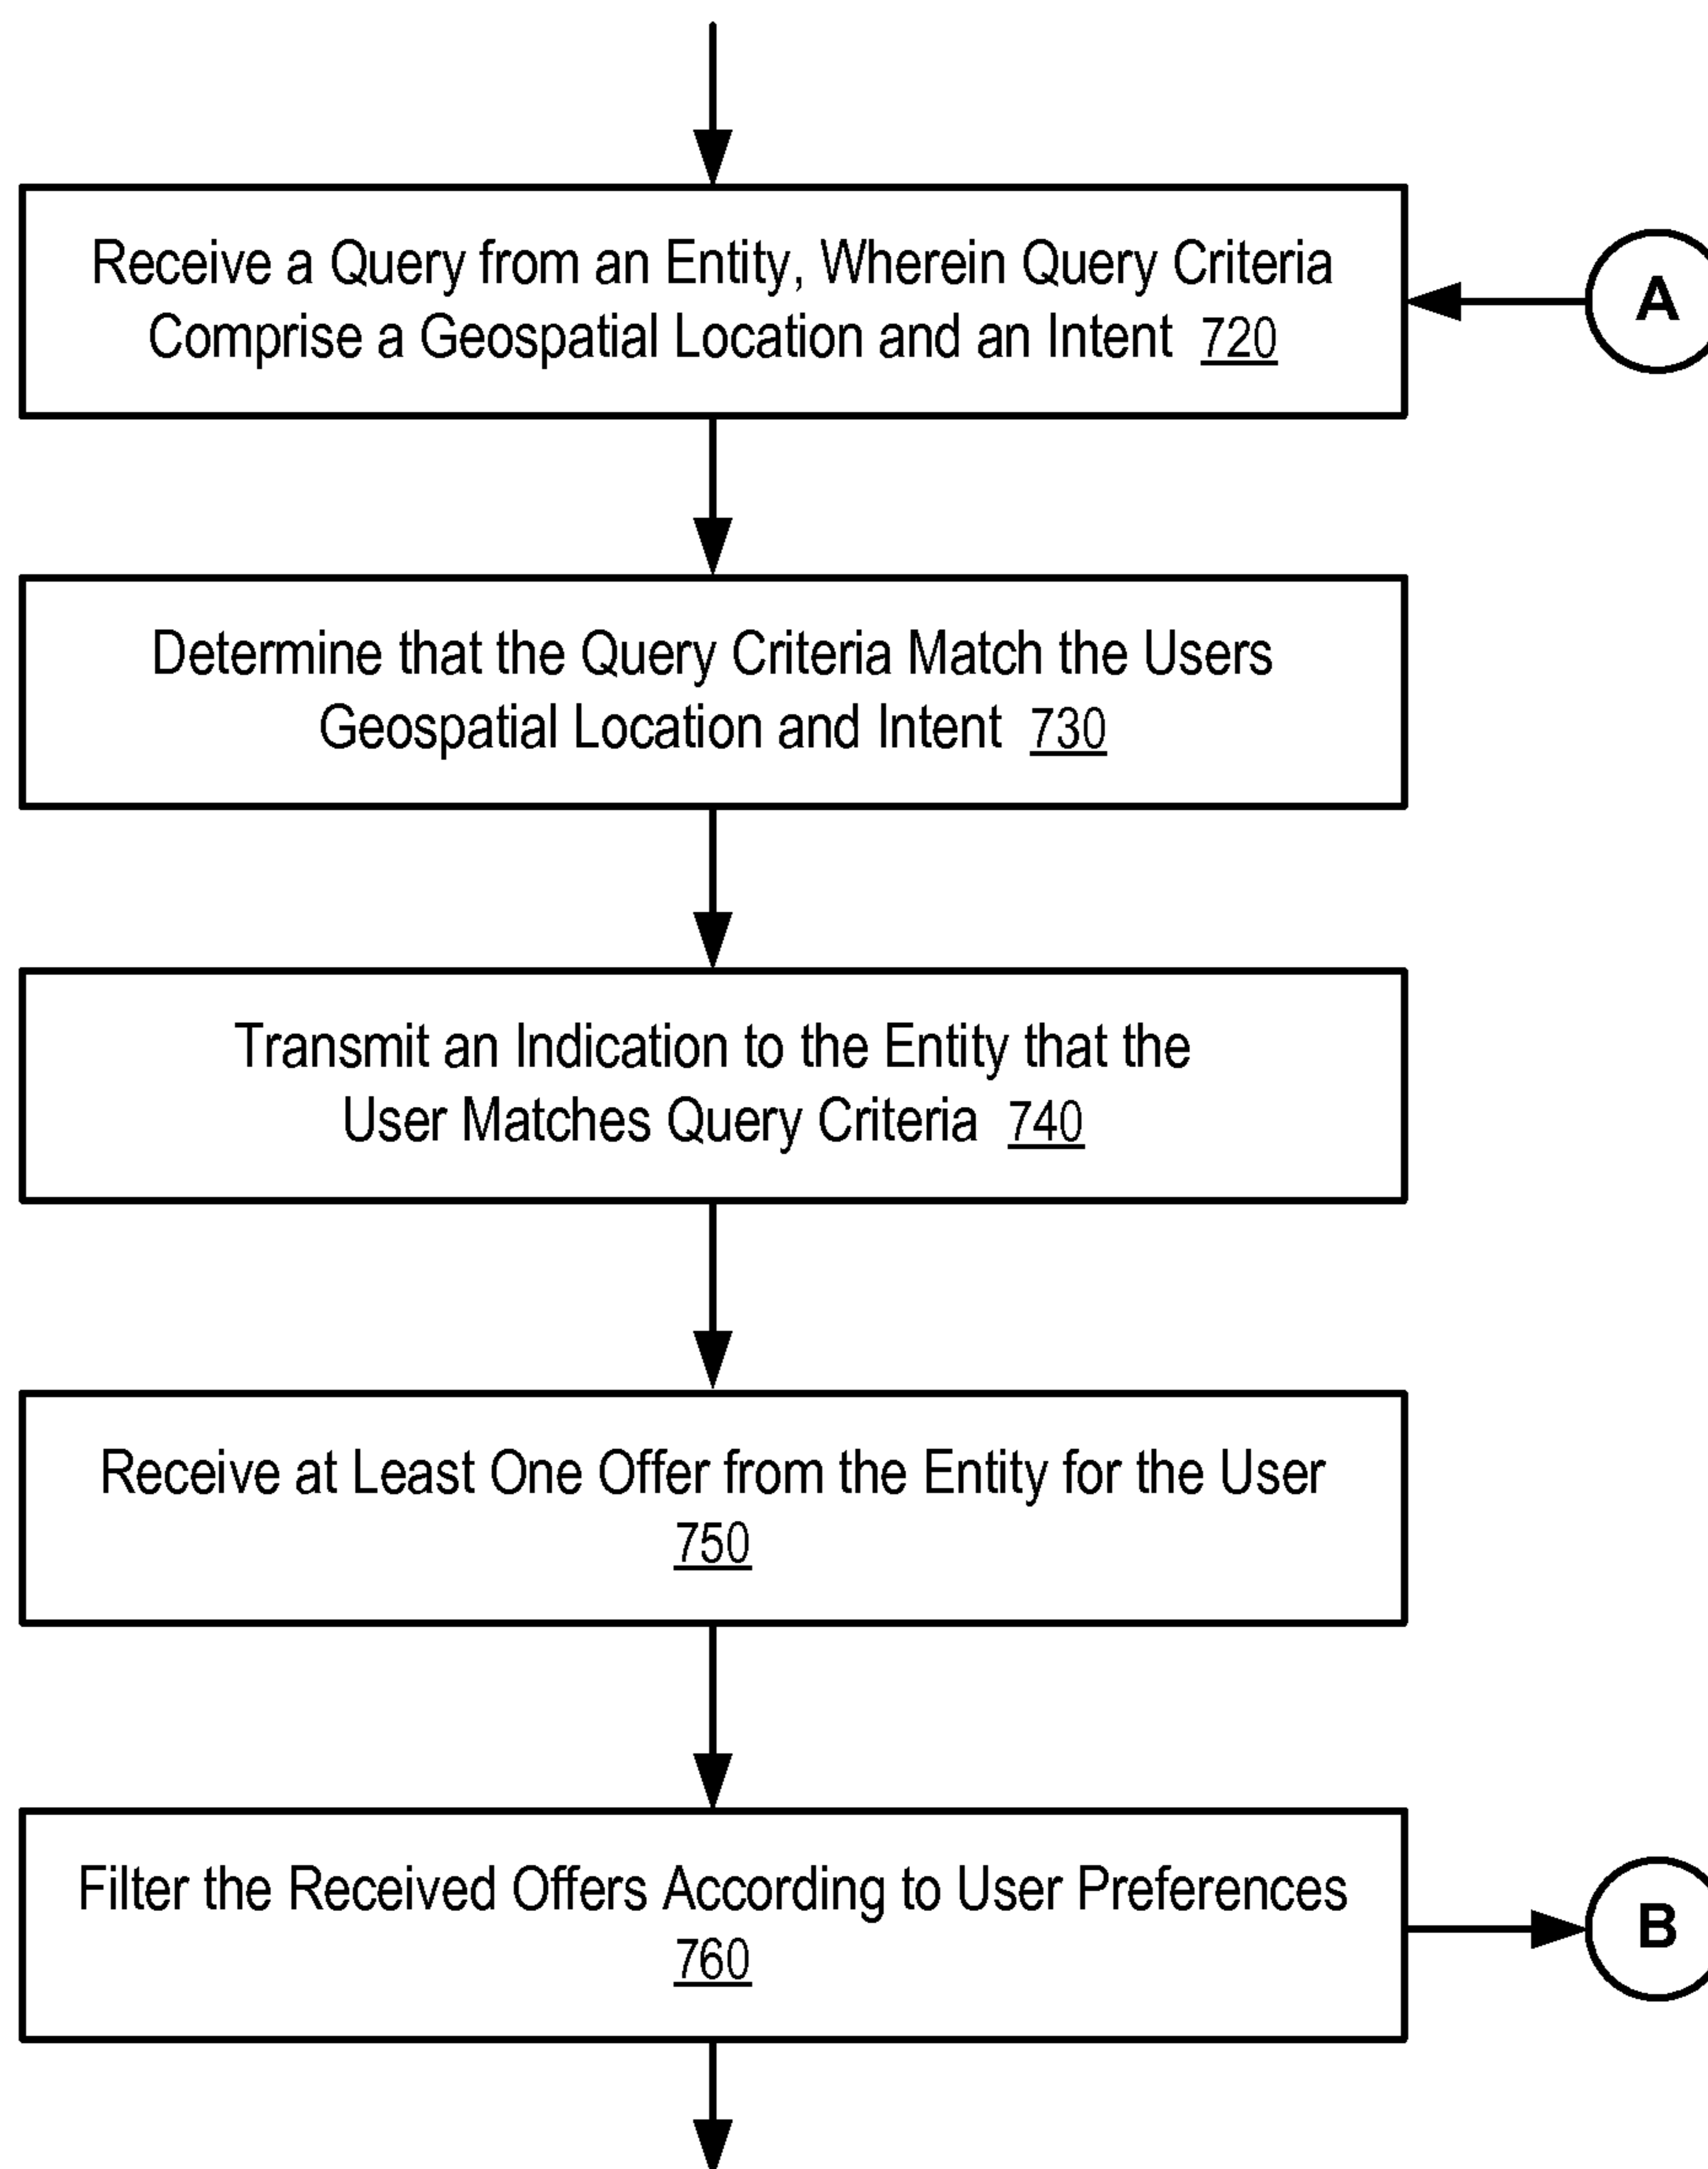 Receive a Query from an Entity, Wherein Query Criteria
Comprise a Geospatial Location and an Intent 720
A
Determine that the Query Criteria Match the Users
Geospatial Location and Intent 730
Transmit an Indication to the Entity that the
User Matches Query Criteria 740
Receive at Least One Offer from the Entity for the User
750
Filter the Received Offers According to User Preferences
760
B